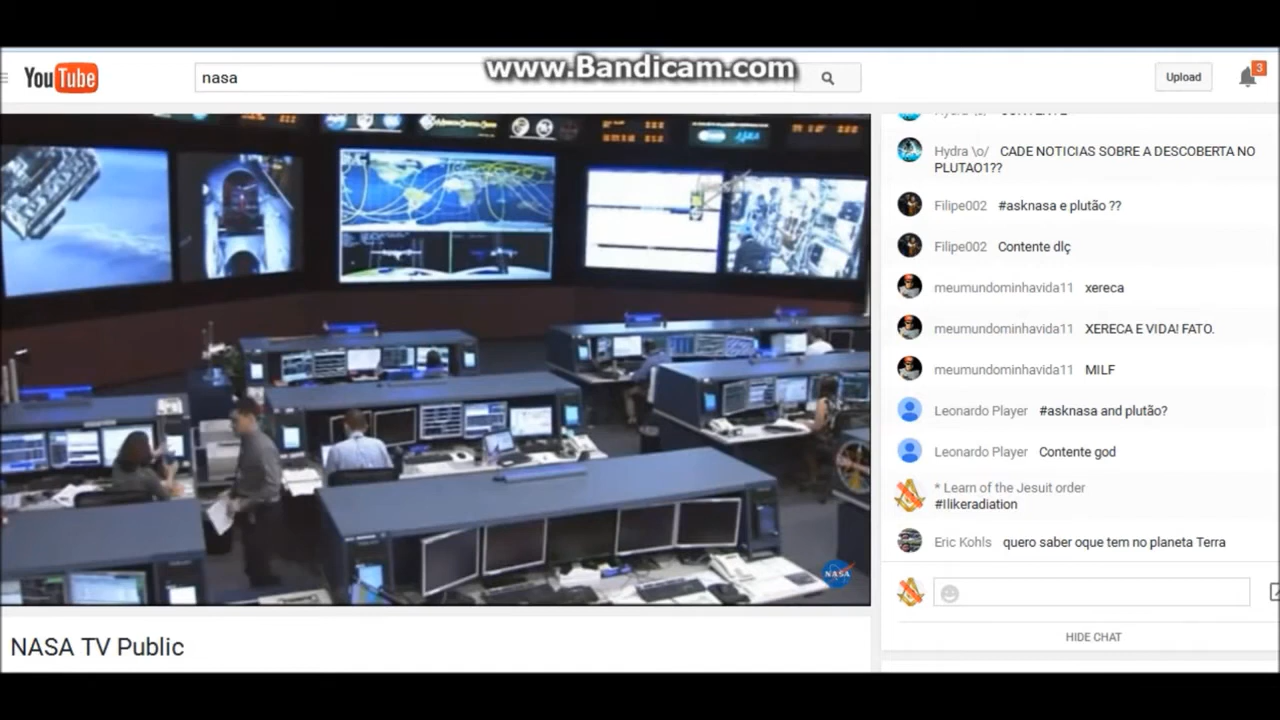 www.Bandicam.com
YouTube
nasa
Upload
3
Hydra \o/ CADE NOTICIAS SOBRE A DESCOBERTA NO
PLUTAO1??
Filipe002 #asknasa e plutão ??
Filipe002 Contente dlç
meumundominhavida11 xereca
meumundominhavida11 XERECA E VIDA! FATO.
meumundominhavida11 MILF
Leonardo Player #asknasa and plutão?
Leonardo Player Contente god
* Learn of the Jesuit order
#Ilikeradiation
Eric Kohls quero saber oque tem no planeta Terra
HIDE CHAT
NASA
NASA TV Public